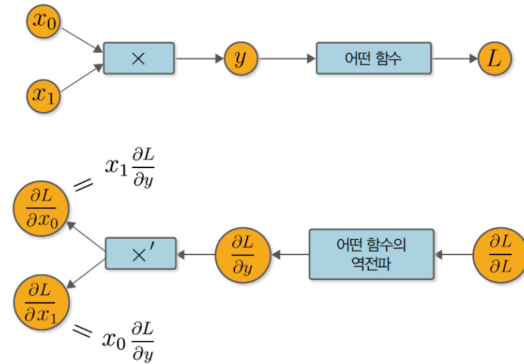 x₀
x₁
×
y
어떤 함수
L
∂L/∂x₀ = x₁ ∂L/∂y
×′
∂L/∂y
어떤 함수의
역전파
∂L/∂L
∂L/∂x₁ = x₀ ∂L/∂y